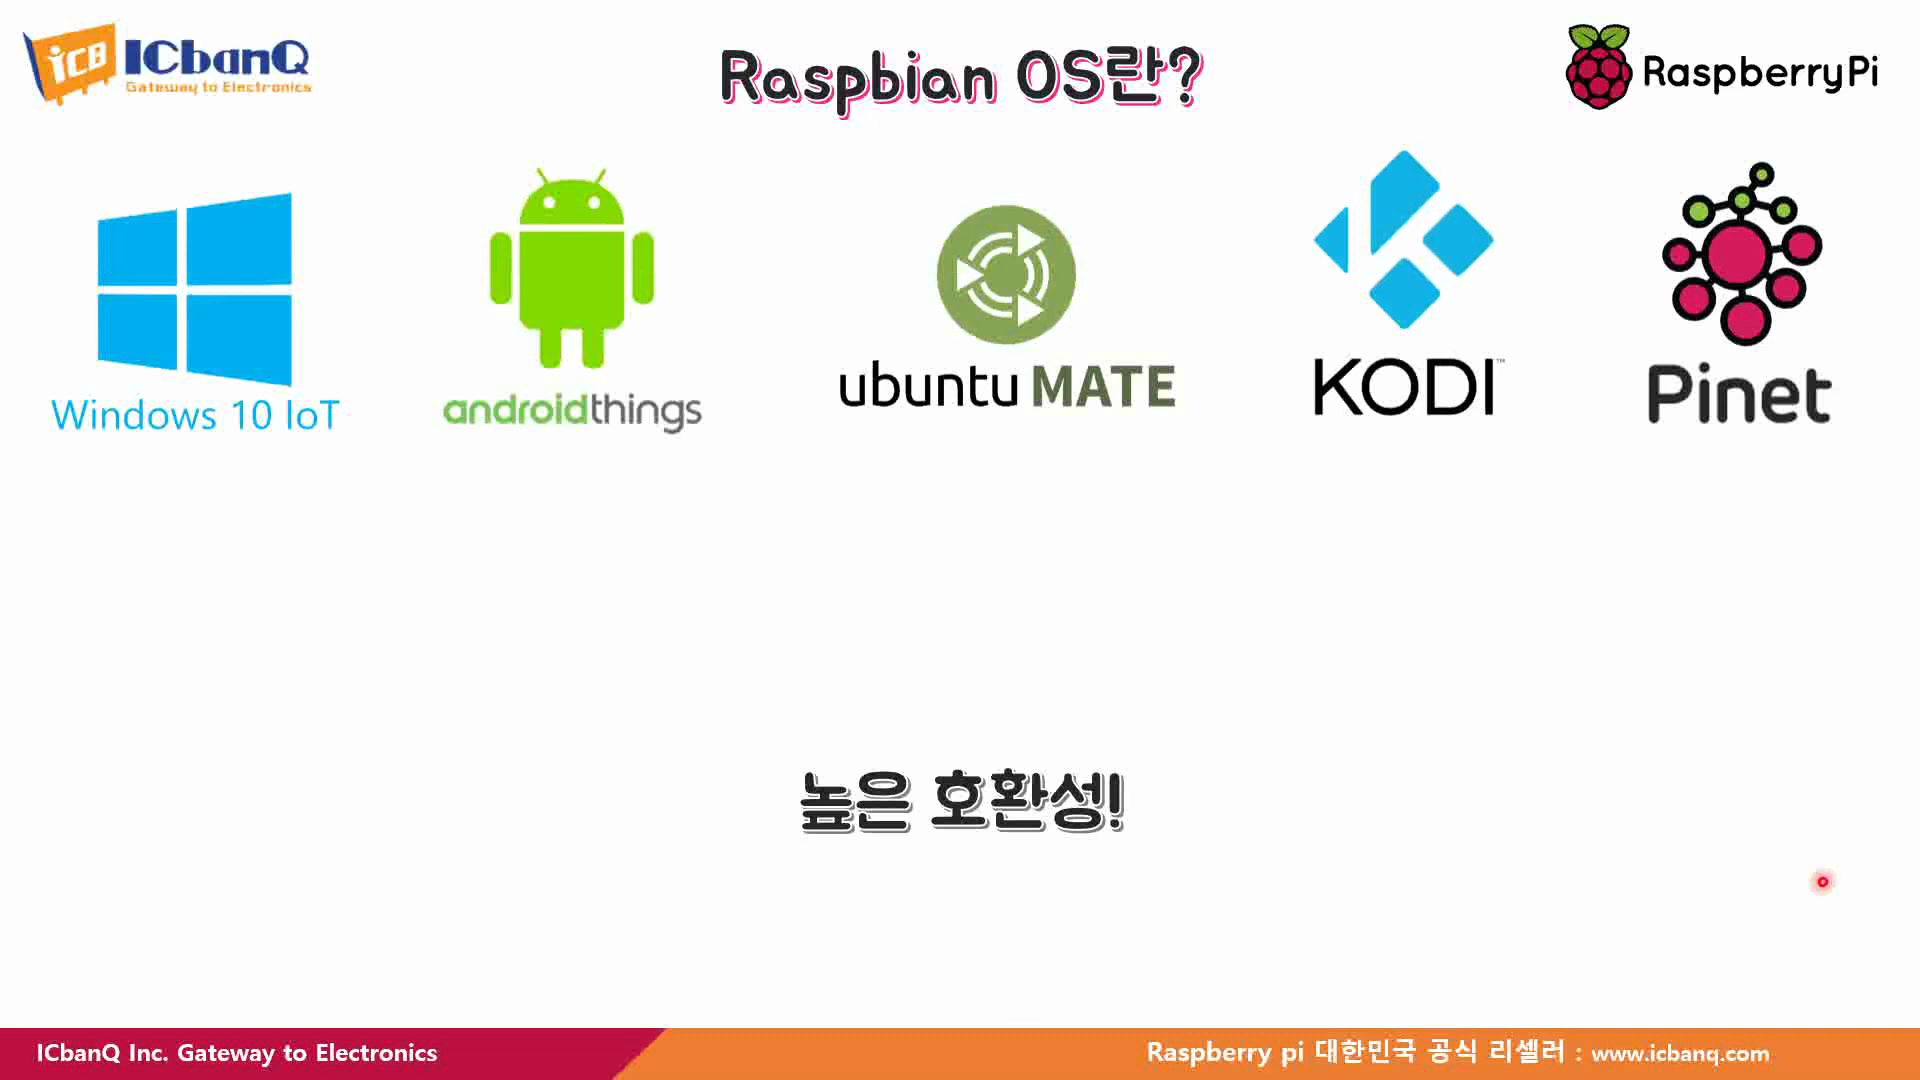 iCB ICbanQ
Gateway to Electronics
Raspbian OS란?
RaspberryPi
Windows 10 IoT
androidthings
ubuntu MATE
KODI™
Pinet
높은 호환성!
ICbanQ Inc. Gateway to Electronics
Raspberry pi 대한민국 공식 리셀러 : www.icbanq.com